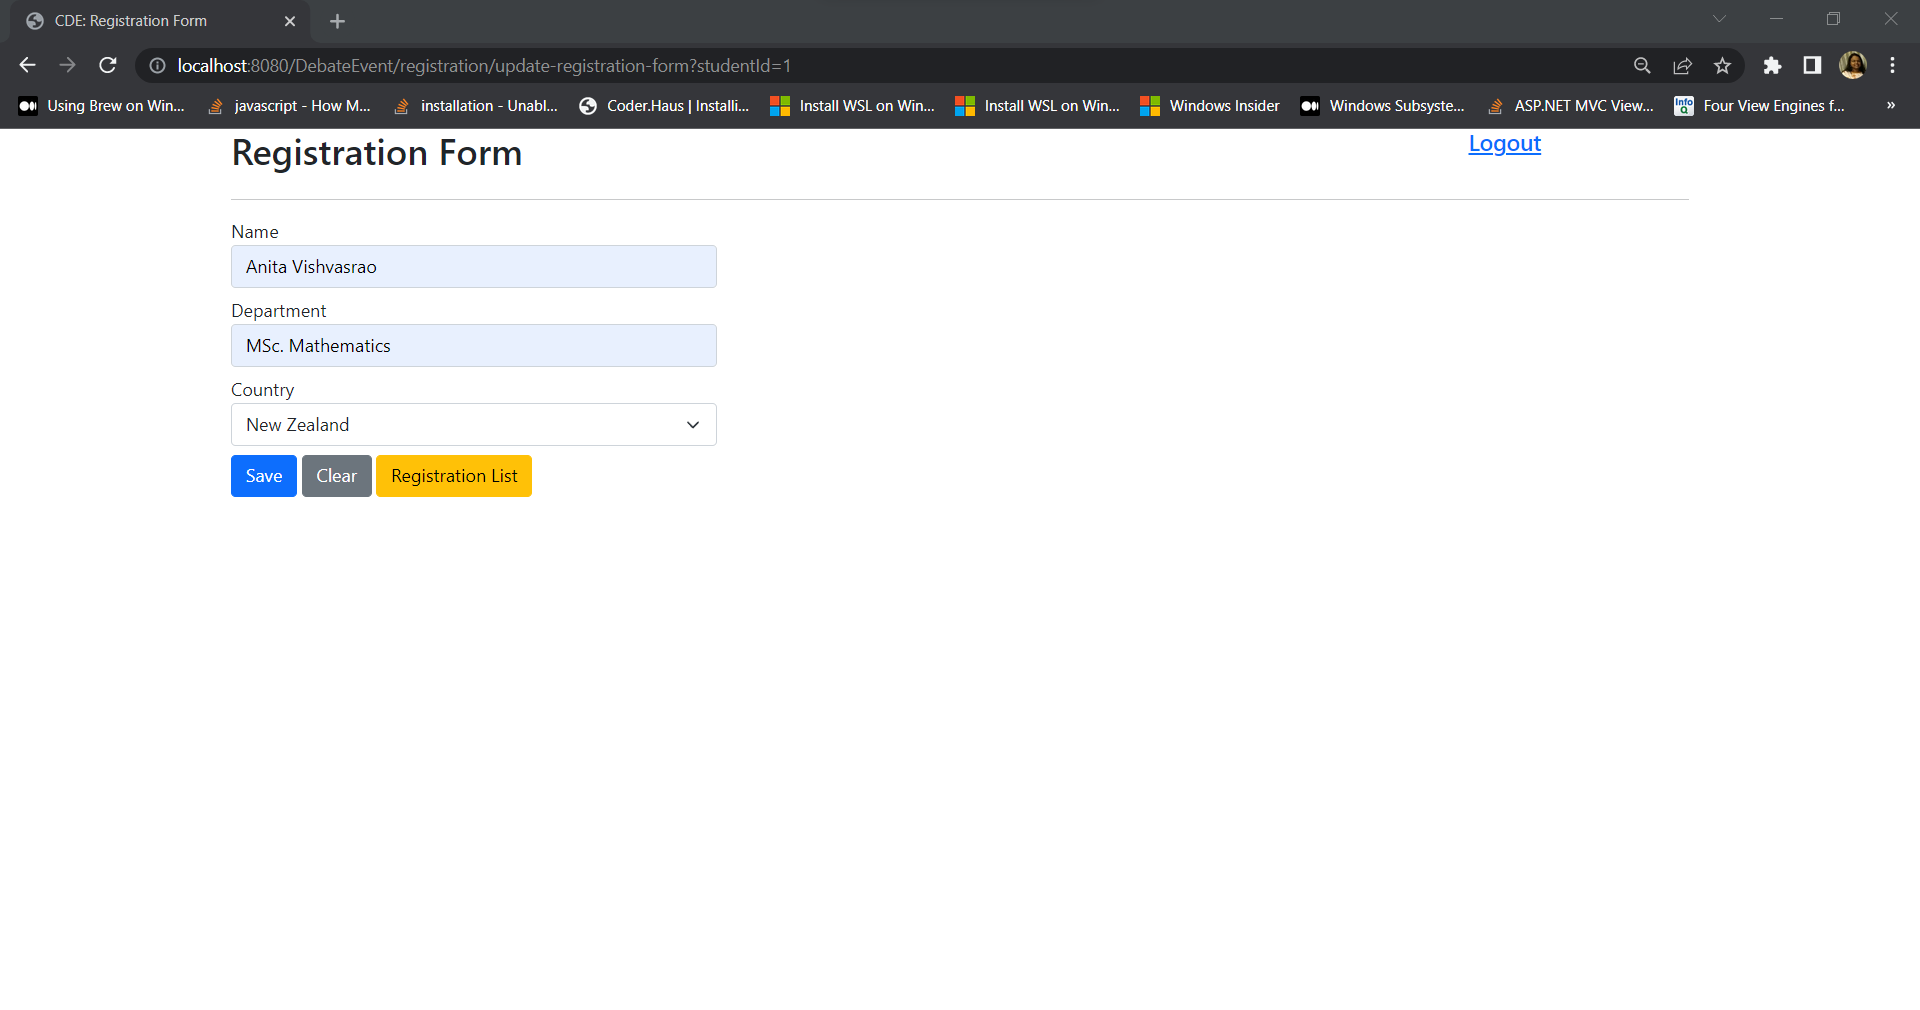 CDE: Registration Form
localhost:8080/DebateEvent/registration/update-registration-form?studentId=1
Using Brew on Win... javascript - How M... installation - Unabl... Coder.Haus | Installi... Install WSL on Win... Install WSL on Win... Windows Insider Windows Subsyste... ASP.NET MVC View... Info Q Four View Engines f... »
Registration Form Logout
Name
Anita Vishvasrao
Department
MSc. Mathematics
Country
New Zealand
Save Clear Registration List